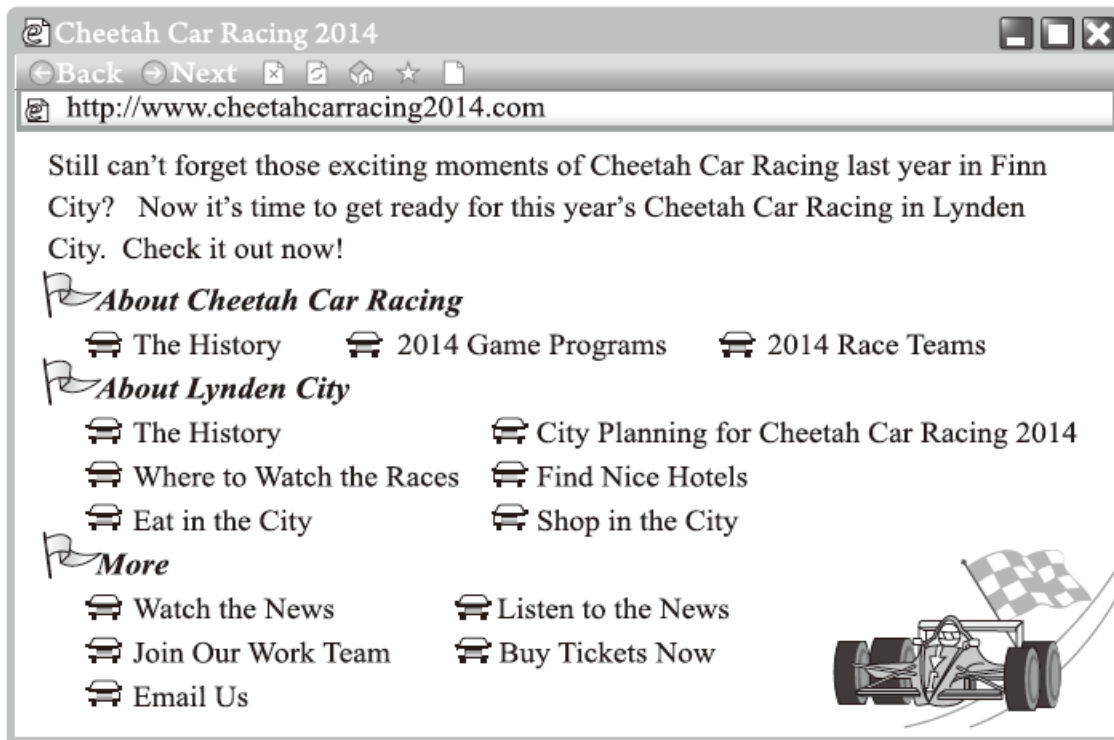 Cheetah Car Racing 2014
Back Next
http://www.cheetahcarracing2014.com
Still can't forget those exciting moments of Cheetah Car Racing last year in Finn
City? Now it's time to get ready for this year's Cheetah Car Racing in Lynden
City. Check it out now!
About Cheetah Car Racing
The History 2014 Game Programs 2014 Race Teams
About Lynden City
The History City Planning for Cheetah Car Racing 2014
Where to Watch the Races Find Nice Hotels
Eat in the City Shop in the City
More
Watch the News Listen to the News
Join Our Work Team Buy Tickets Now
Email Us